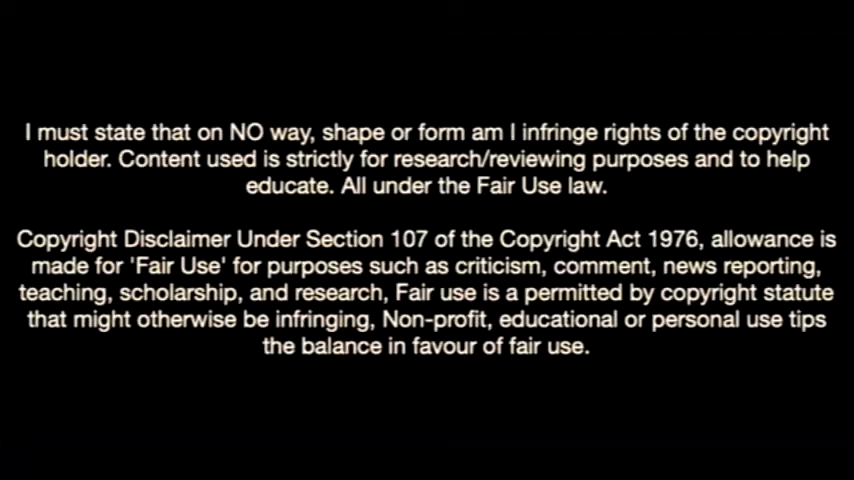 I must state that on NO way, shape or form am I infringe rights of the copyright
holder. Content used is strictly for research/reviewing purposes and to help
educate. All under the Fair Use law.
Copyright Disclaimer Under Section 107 of the Copyright Act 1976, allowance is
made for 'Fair Use' for purposes such as criticism, comment, news reporting,
teaching, scholarship, and research, Fair use is a permitted by copyright statute
that might otherwise be infringing, Non-profit, educational or personal use tips
the balance in favour of fair use.